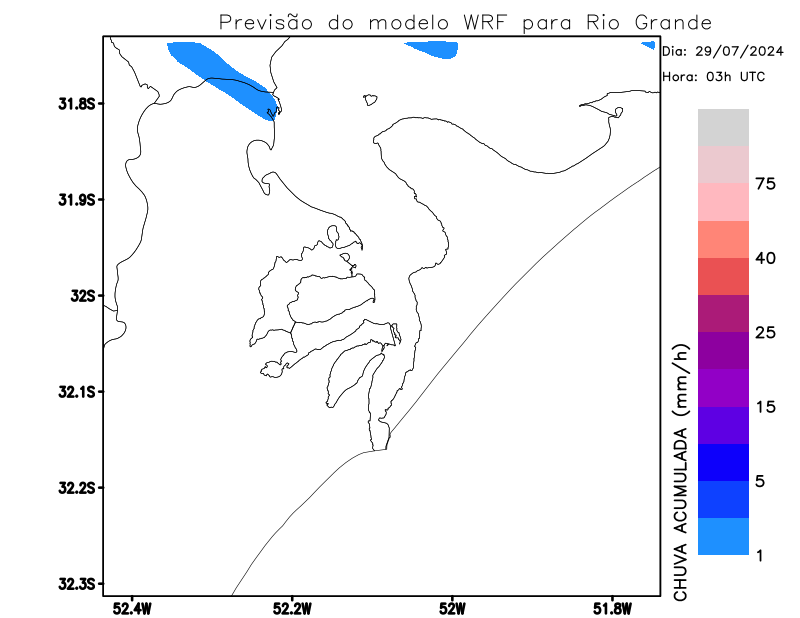 Previsão do modelo WRF para Rio Grande
Dia: 29/07/2024
Hora: 03h UTC
31.8S
31.9S
32S
32.1S
32.2S
32.3S
52.4W
52.2W
52W
51.8W
75
40
25
15
5
1
CHUVA ACUMULADA (mm/h)